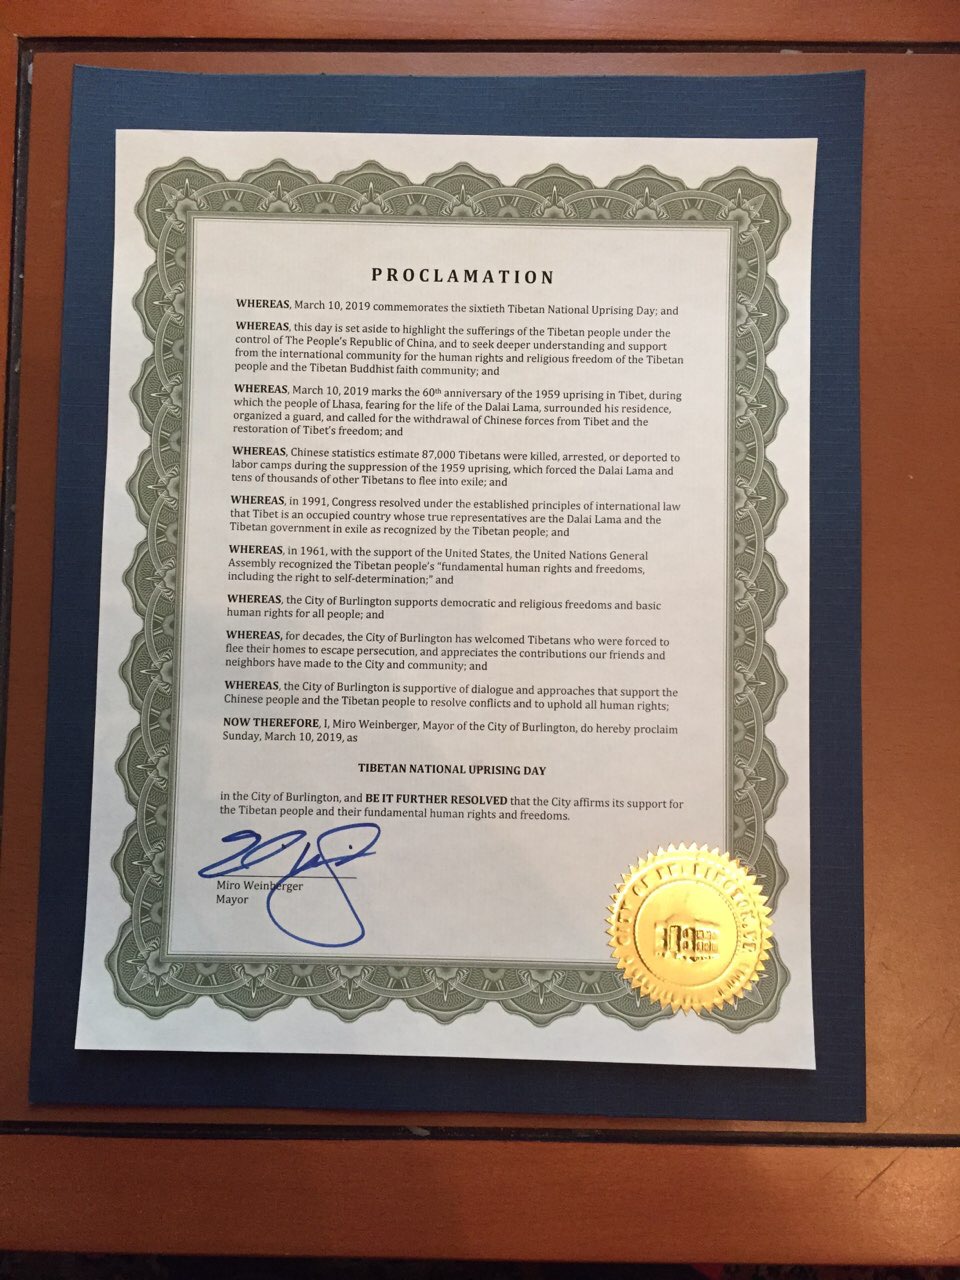 PROCLAMATION
WHEREAS, March 10, 2019 commemorates the sixtieth Tibetan National Uprising Day; and
WHEREAS, this day is set aside to highlight the sufferings of the Tibetan people under the
control of The People's Republic of China, and to seek deeper understanding and support
from the international community for the human rights and religious freedom of the Tibetan
people and the Tibetan Buddhist faith community; and
WHEREAS, March 10, 2019 marks the 60th anniversary of the 1959 uprising in Tibet, during
which the people of Lhasa, fearing for the life of the Dalai Lama, surrounded his residence,
organized a guard, and called for the withdrawal of Chinese forces from Tibet and the
restoration of Tibet's freedom; and
WHEREAS, Chinese statistics estimate 87,000 Tibetans were killed, arrested, or deported to
labor camps during the suppression of the 1959 uprising, which forced the Dalai Lama and
tens of thousands of other Tibetans to flee into exile; and
WHEREAS, in 1991, Congress resolved under the established principles of international law
that Tibet is an occupied country whose true representatives are the Dalai Lama and the
Tibetan government in exile as recognized by the Tibetan people; and
WHEREAS, in 1961, with the support of the United States, the United Nations General
Assembly recognized the Tibetan people's "fundamental human rights and freedoms,
including the right to self-determination;" and
WHEREAS, the City of Burlington supports democratic and religious freedoms and basic
human rights for all people; and
WHEREAS, for decades, the City of Burlington has welcomed Tibetans who were forced to
flee their homes to escape persecution, and appreciates the contributions our friends and
neighbors have made to the City and community; and
WHEREAS, the City of Burlington is supportive of dialogue and approaches that support the
Chinese people and the Tibetan people to resolve conflicts and to uphold all human rights;
NOW THEREFORE, I, Miro Weinberger, Mayor of the City of Burlington, do hereby proclaim
Sunday, March 10, 2019, as
TIBETAN NATIONAL UPRISING DAY
in the City of Burlington, and BE IT FURTHER RESOLVED that the City affirms its support for
the Tibetan people and their fundamental human rights and freedoms.
Miro Weinberger
Mayor
CITY OF BURLINGTON, VT